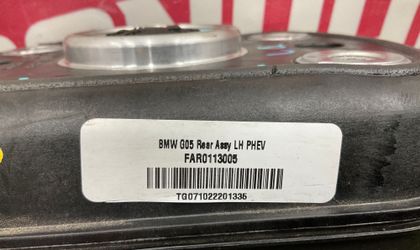 BMW G05 Rear Assy LH PHEV
FAR0113005
TG071022201335